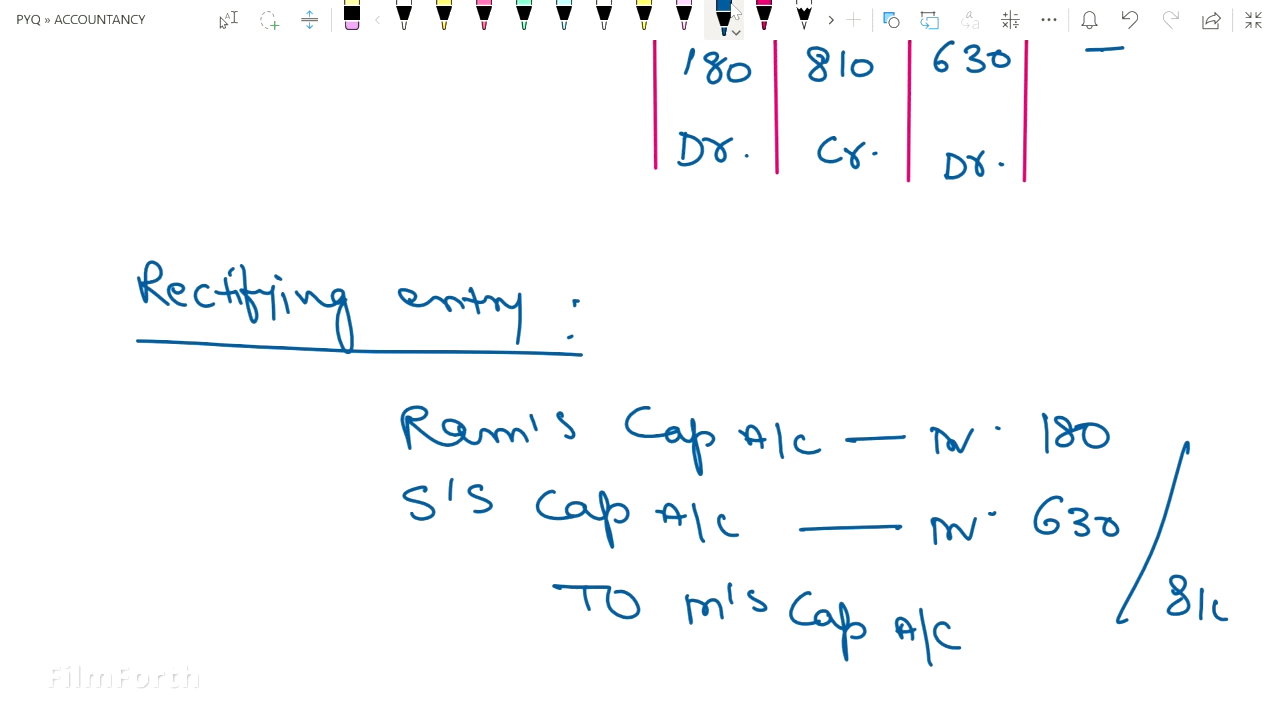 PYQ » ACCOUNTANCY
180 810 630 —
Dr. Cr. Dr.
Rectifying entry :
Ram's Cap A/C — Dr. 180
S's Cap A/C — Dr. 630
TO M's Cap A/C 810
FilmForth